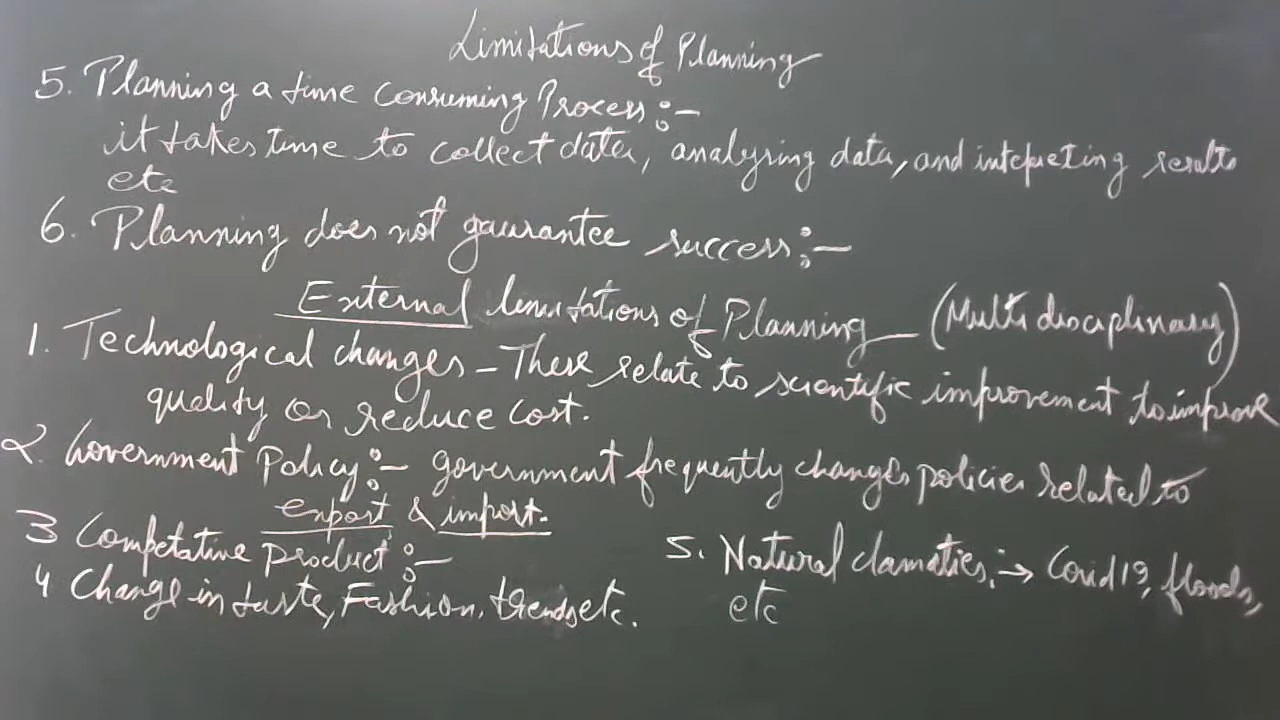 Limitations of Planning
5. Planning a time consuming Process:-
it takes time to collect data, analysing data, and intepreting results
etc
6. Planning does not gaurantee success:-
External limitations of Planning (Multidisciplinary)
1. Technological changes - These relate to scientific improvement to improve
quality or reduce cost.
2. Government Policy:- government frequently changes policies related to
export & import.
3 Competative product:-
4 Change in taste, Fashion, trends etc.
5. Natural clamaties, → Covid 19, floods,
etc